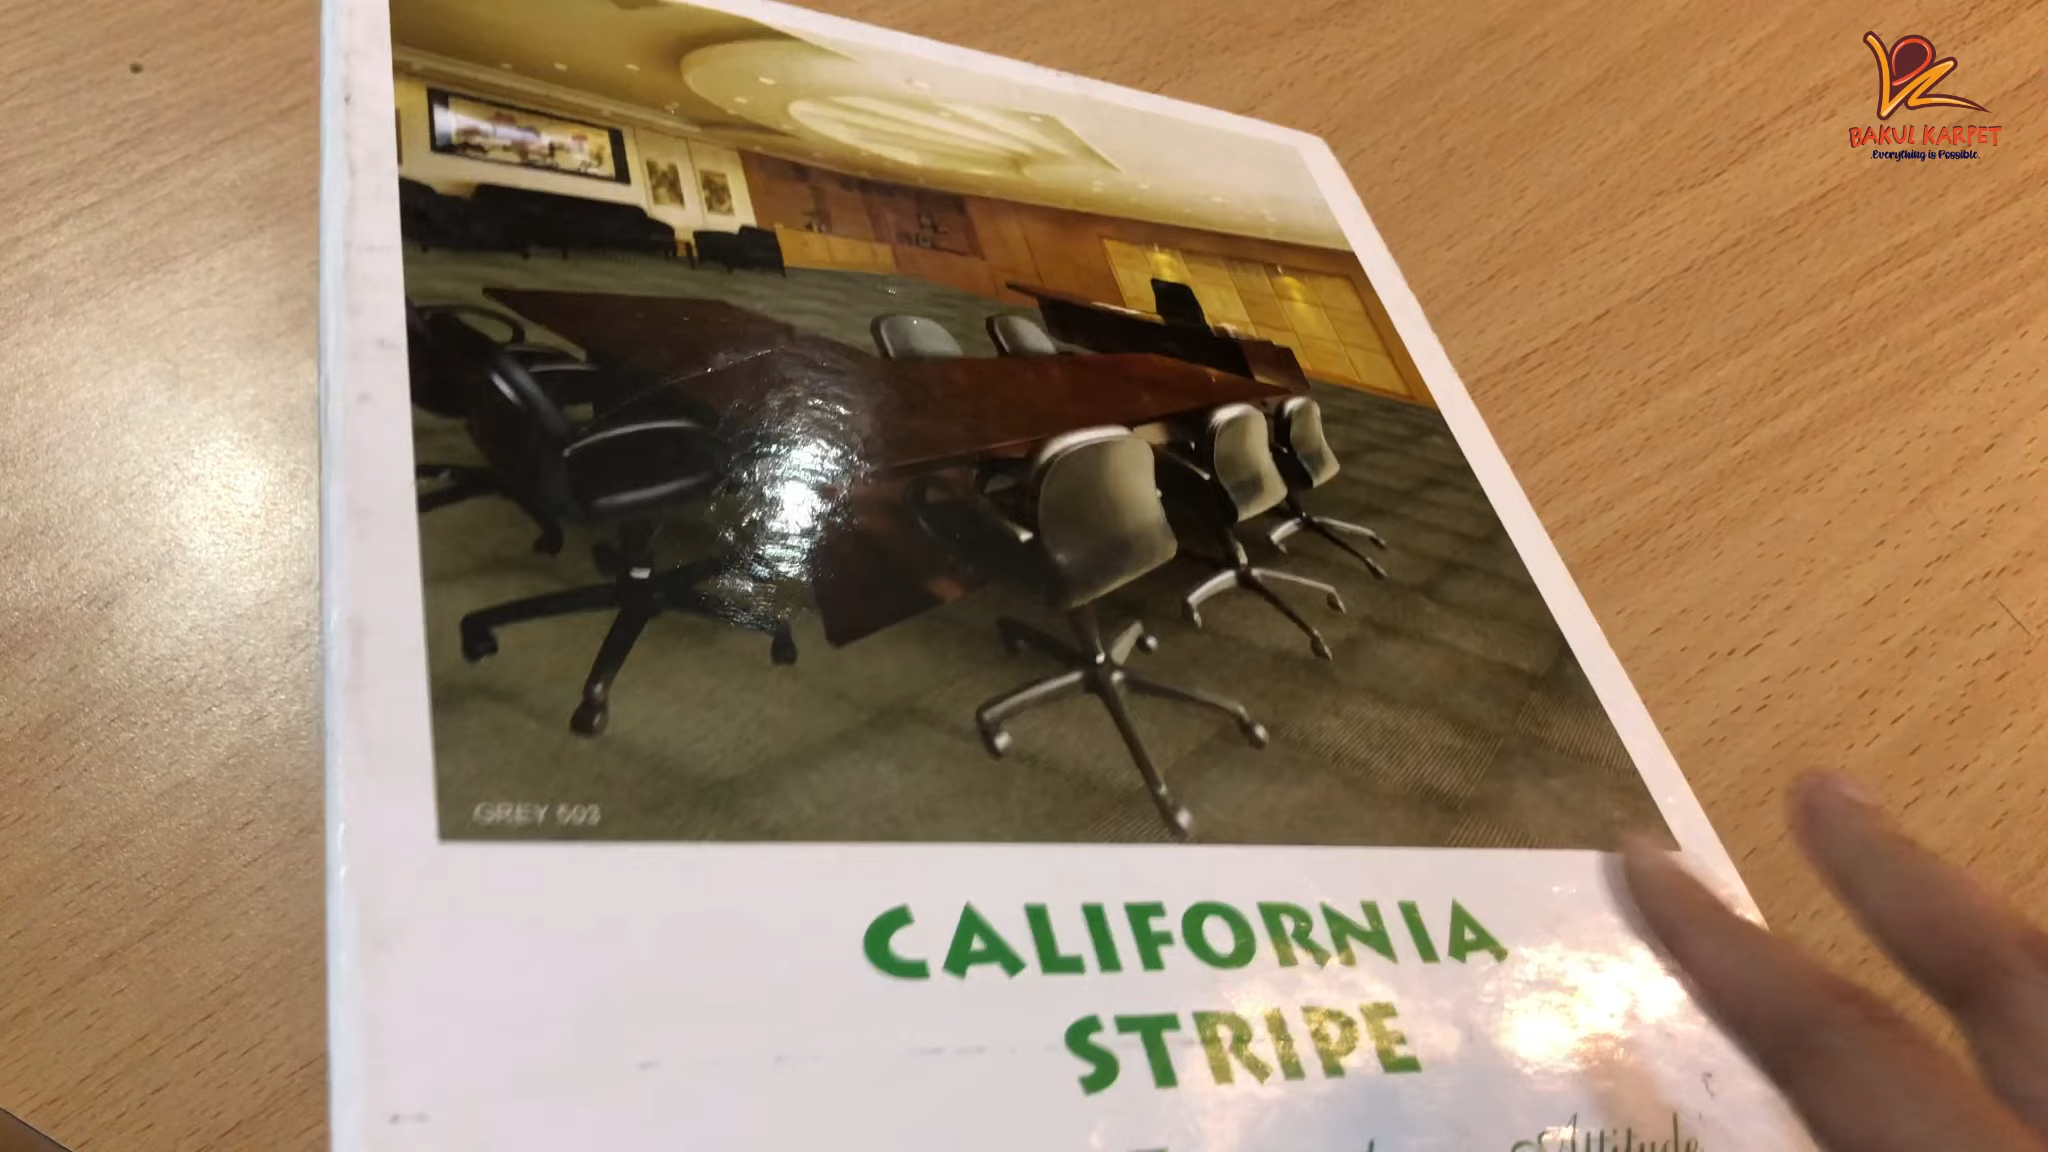 BAKUL KARPET
Everything is Possible.
GREY 503
CALIFORNIA
STRIPE
Attitude